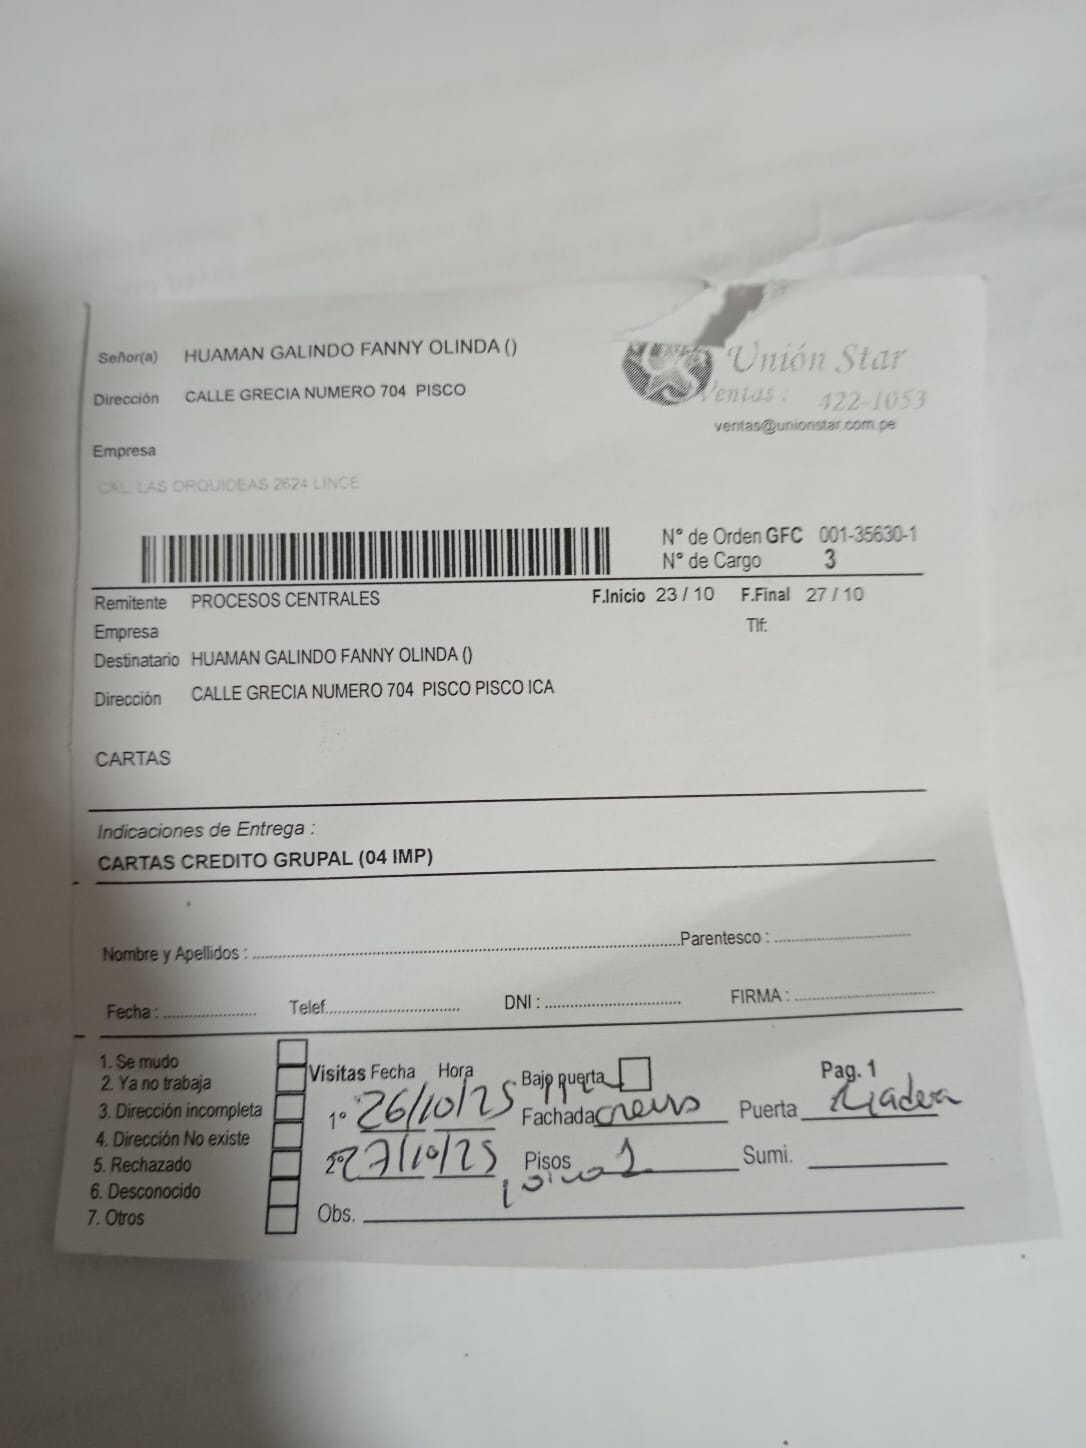 Señor(a) HUAMAN GALINDO FANNY OLINDA ()
Unión Star
Dirección CALLE GRECIA NUMERO 704 PISCO
Ventas : 422-1053
ventas@unionstar.com.pe
Empresa
CAL. LAS ORQUIDEAS 2624 LINCE
N° de Orden GFC 001-35630-1
N° de Cargo 3
Remitente PROCESOS CENTRALES F.Inicio 23 / 10 F.Final 27 / 10
Empresa Tlf:
Destinatario HUAMAN GALINDO FANNY OLINDA ()
Dirección CALLE GRECIA NUMERO 704 PISCO PISCO ICA
CARTAS
Indicaciones de Entrega :
CARTAS CREDITO GRUPAL (04 IMP)
Nombre y Apellidos : Parentesco :
Fecha : Telef. DNI : FIRMA :
1. Se mudo
2. Ya no trabaja
3. Dirección incompleta
4. Dirección No existe
5. Rechazado
6. Desconocido
7. Otros
Visitas Fecha Hora Bajo puerta Pag. 1
1° 26/10/25 Fachada Puerta Madera
2° 27/10/25 Pisos 1 Sumi.
Obs.